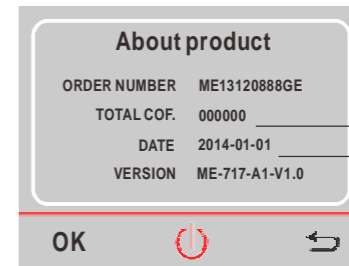 About product
ORDER NUMBER ME13120888GE
TOTAL COF. 000000
DATE 2014-01-01
VERSION ME-717-A1-V1.0
OK